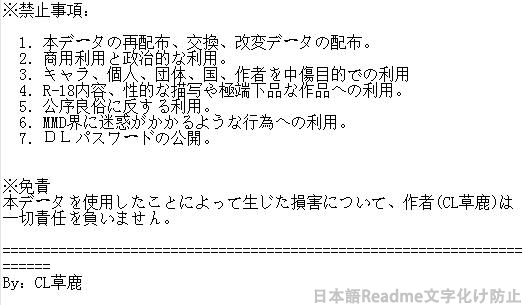 ※禁止事項:
1. 本データの再配布、交換、改変データの配布。
2. 商用利用と政治的な利用。
3. キャラ、個人、団体、国、作者を中傷目的での利用
4. R-18内容、性的な描写や極端下品な作品への利用。
5. 公序良俗に反する利用。
6. MMD界に迷惑がかかるような行為への利用。
7. ＤＬパスワードの公開。
※免責
本データを使用したことによって生じた損害について、作者(CL草鹿)は
一切責任を負いません。
=================================================================
======
By: CL草鹿
日本語Readme文字化け防止